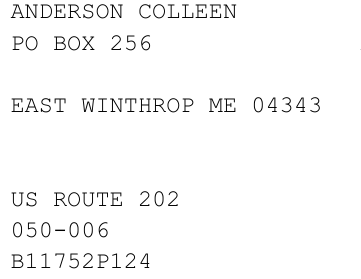 ANDERSON COLLEEN
PO BOX 256
EAST WINTHROP ME 04343
US ROUTE 202
050-006
B11752P124